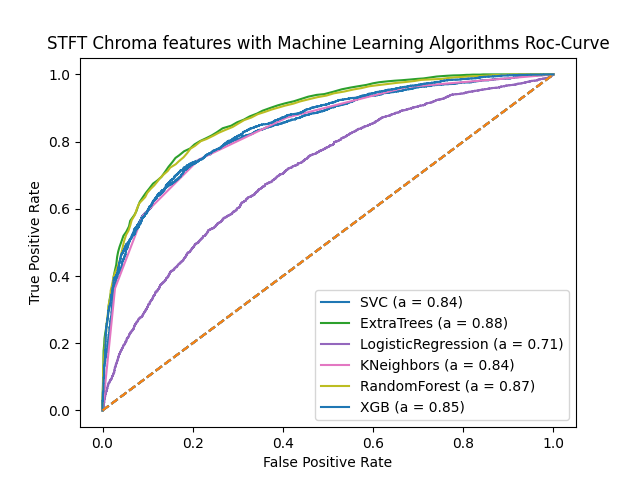 STFT Chroma features with Machine Learning Algorithms Roc-Curve
1.0
0.8
0.6
0.4
0.2
0.0
True Positive Rate
SVC (a = 0.84)
ExtraTrees (a = 0.88)
LogisticRegression (a = 0.71)
KNeighbors (a = 0.84)
RandomForest (a = 0.87)
XGB (a = 0.85)
0.0 0.2 0.4 0.6 0.8 1.0
False Positive Rate